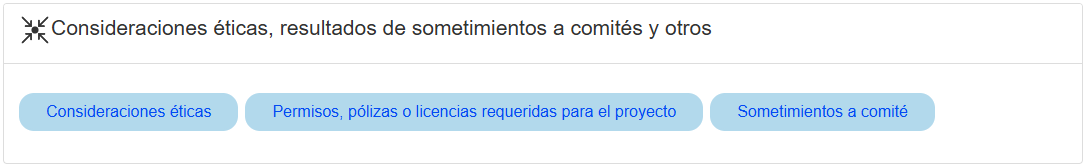 Consideraciones éticas, resultados de sometimientos a comités y otros
Consideraciones éticas
Permisos, pólizas o licencias requeridas para el proyecto
Sometimientos a comité